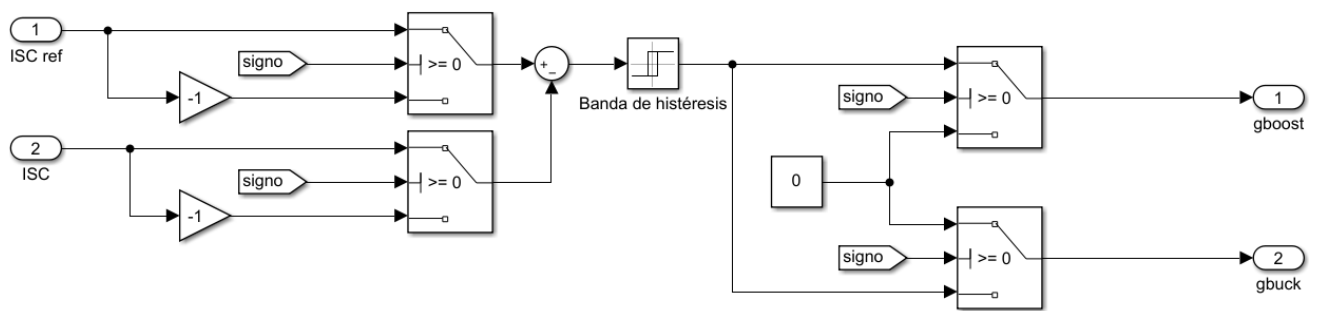 1
ISC ref
signo
>= 0
-1
+
−
Banda de histéresis
2
ISC
signo
>= 0
-1
signo
>= 0
1
gboost
0
signo
>= 0
2
gbuck